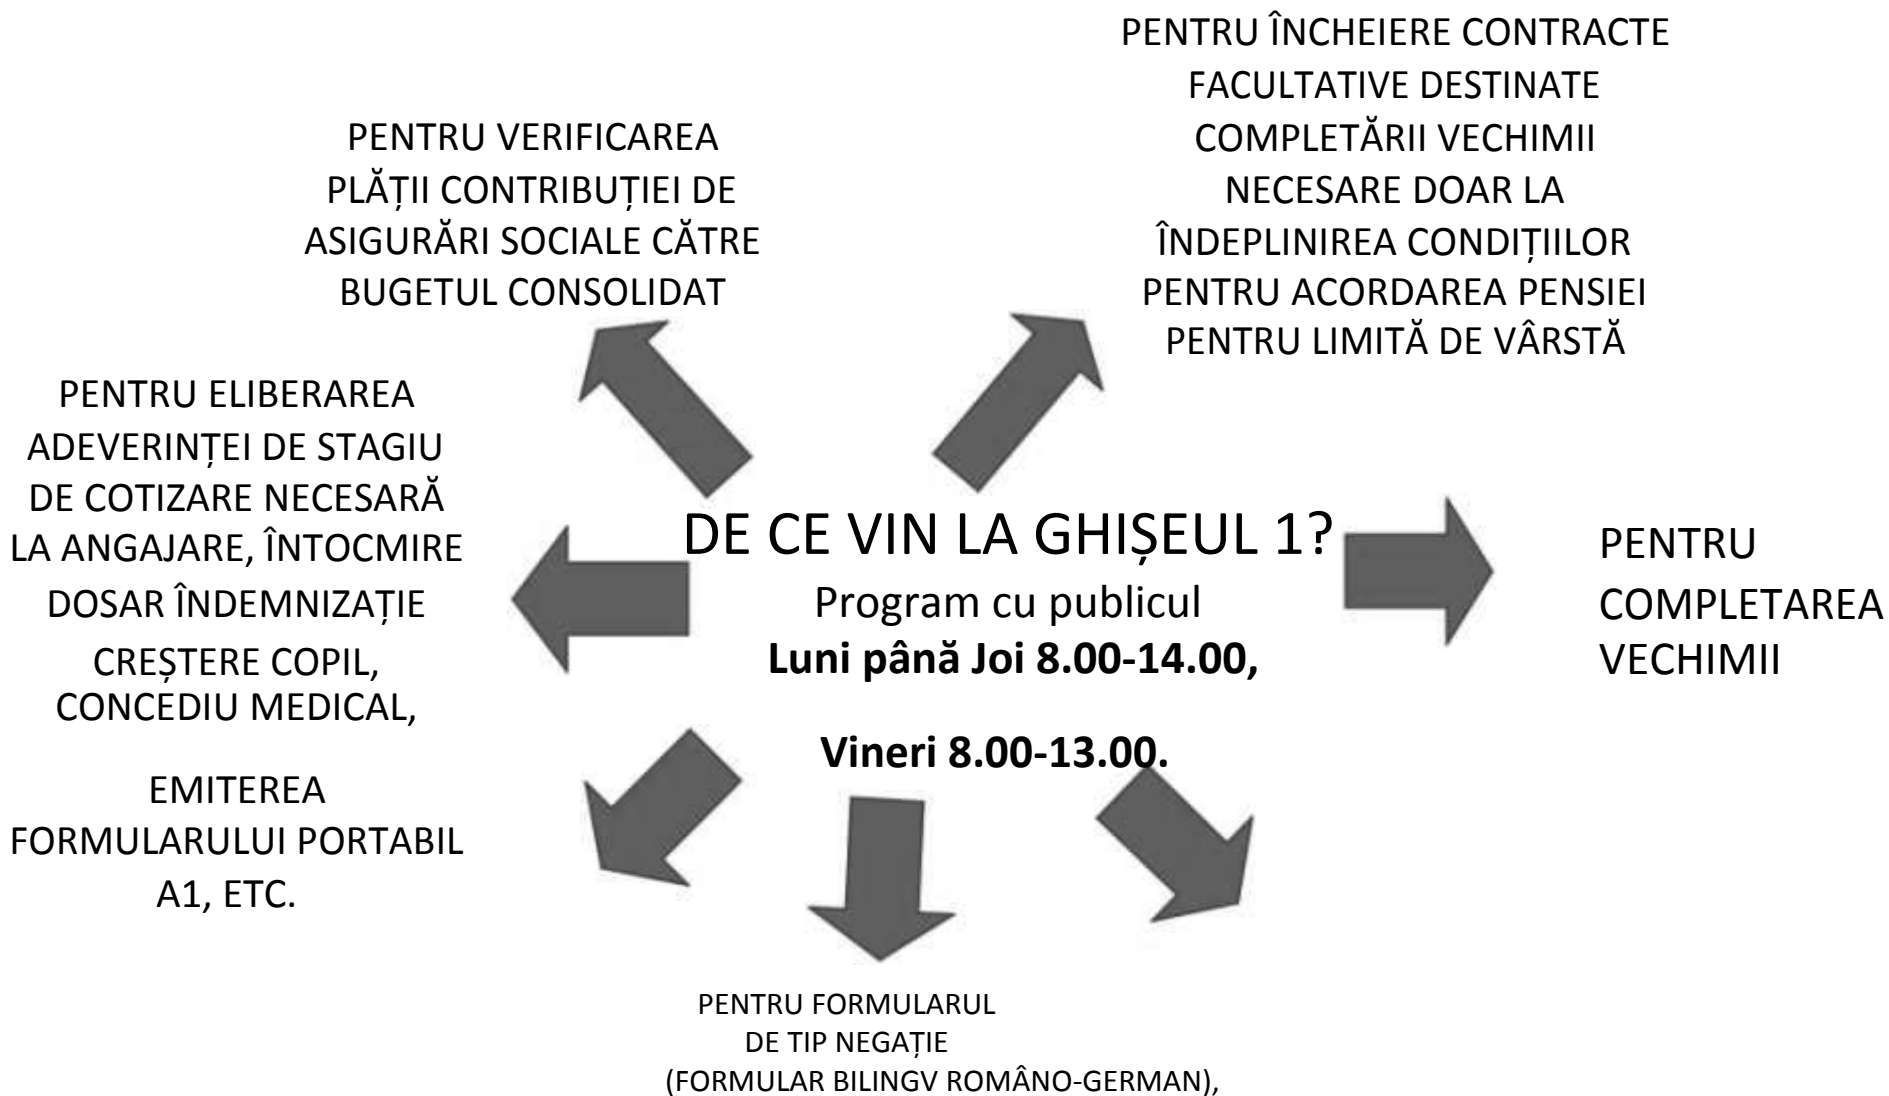 PENTRU ÎNCHEIERE CONTRACTE
FACULTATIVE DESTINATE
COMPLETĂRII VECHIMII
NECESARE DOAR LA
ÎNDEPLINIREA CONDIȚIILOR
PENTRU ACORDAREA PENSIEI
PENTRU LIMITĂ DE VÂRSTĂ
PENTRU VERIFICAREA
PLĂȚII CONTRIBUȚIEI DE
ASIGURĂRI SOCIALE CĂTRE
BUGETUL CONSOLIDAT
PENTRU ELIBERAREA
ADEVERINȚEI DE STAGIU
DE COTIZARE NECESARĂ
LA ANGAJARE, ÎNTOCMIRE
DOSAR ÎNDEMNIZAȚIE
CREȘTERE COPIL,
CONCEDIU MEDICAL,
EMITEREA
FORMULARULUI PORTABIL
A1, ETC.
DE CE VIN LA GHIȘEUL 1?
Program cu publicul
Luni până Joi 8.00-14.00,
Vineri 8.00-13.00.
PENTRU
COMPLETAREA
VECHIMII
PENTRU FORMULARUL
DE TIP NEGAȚIE
(FORMULAR BILINGV ROMÂNO-GERMAN),